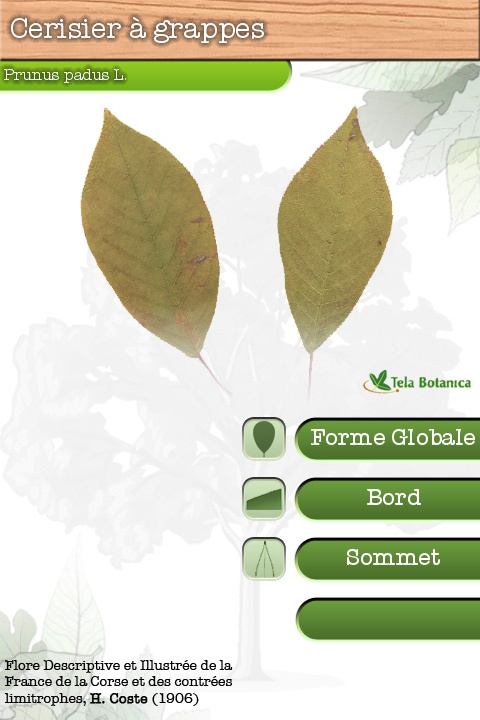 Cerisier à grappes
Prunus padus L.
Tela Botanica
Forme Globale
Bord
Sommet
Flore Descriptive et Illustrée de la
France de la Corse et des contrées
limitrophes, H. Coste (1906)